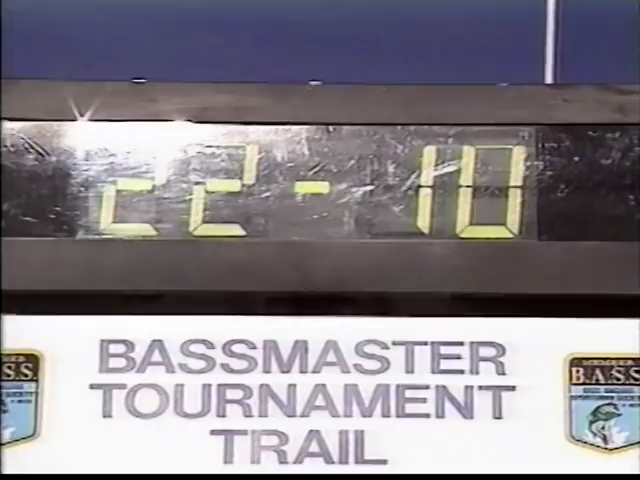 22-10
BASSMASTER
TOURNAMENT
TRAIL
S.S.
B.A.S.S.